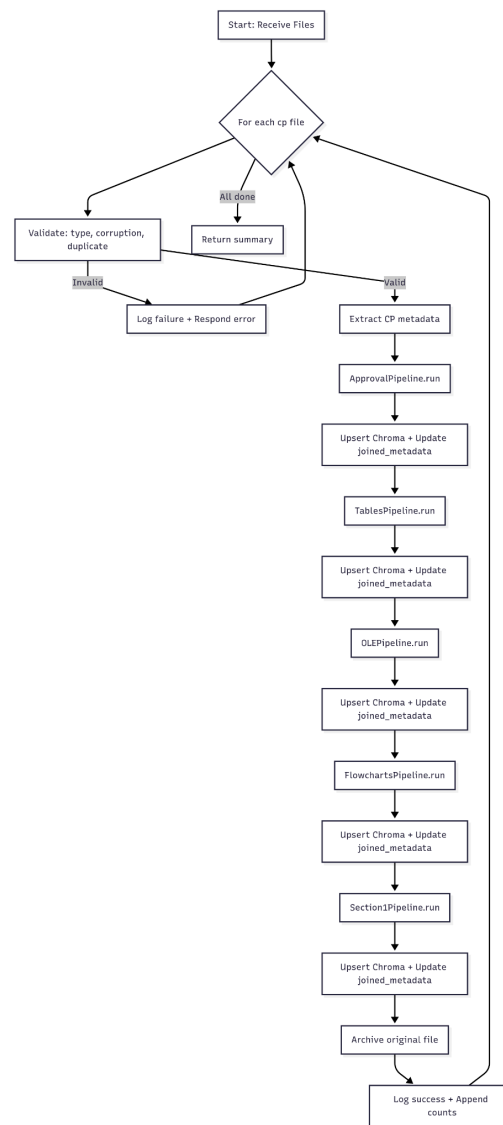 Start: Receive Files
For each cp file
All done
Validate: type, corruption,
duplicate
Return summary
Invalid
Valid
Log failure + Respond error
Extract CP metadata
ApprovalPipeline.run
Upsert Chroma + Update
joined_metadata
TablesPipeline.run
Upsert Chroma + Update
joined_metadata
OLEPipeline.run
Upsert Chroma + Update
joined_metadata
FlowchartsPipeline.run
Upsert Chroma + Update
joined_metadata
Section1Pipeline.run
Upsert Chroma + Update
joined_metadata
Archive original file
Log success + Append
counts